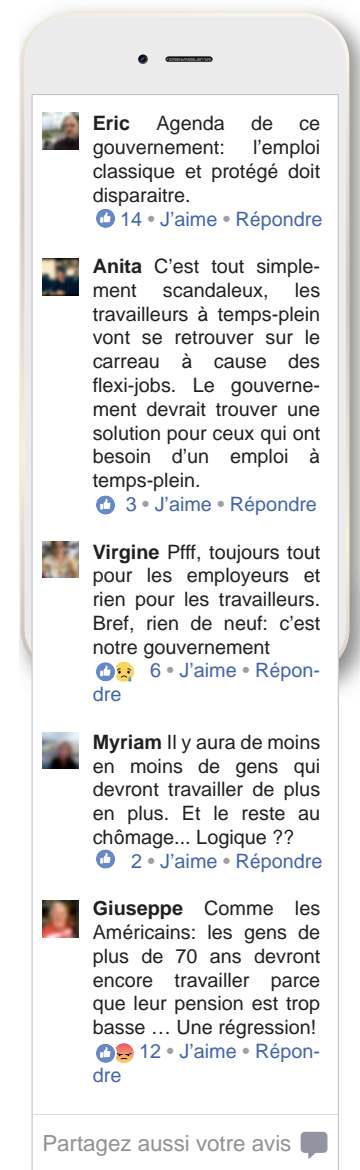 Eric Agenda de ce
gouvernement: l'emploi
classique et protégé doit
disparaitre.
14 • J'aime • Répondre
Anita C'est tout simple-
ment scandaleux, les
travailleurs à temps-plein
vont se retrouver sur le
carreau à cause des
flexi-jobs. Le gouverne-
ment devrait trouver une
solution pour ceux qui ont
besoin d'un emploi à
temps-plein.
3 • J'aime • Répondre
Virgine Pfff, toujours tout
pour les employeurs et
rien pour les travailleurs.
Bref, rien de neuf: c'est
notre gouvernement
6 • J'aime • Répon-
dre
Myriam Il y aura de moins
en moins de gens qui
devront travailler de plus
en plus. Et le reste au
chômage... Logique ??
2 • J'aime • Répondre
Giuseppe Comme les
Américains: les gens de
plus de 70 ans devront
encore travailler parce
que leur pension est trop
basse … Une régression!
12 • J'aime • Répon-
dre
Partagez aussi votre avis